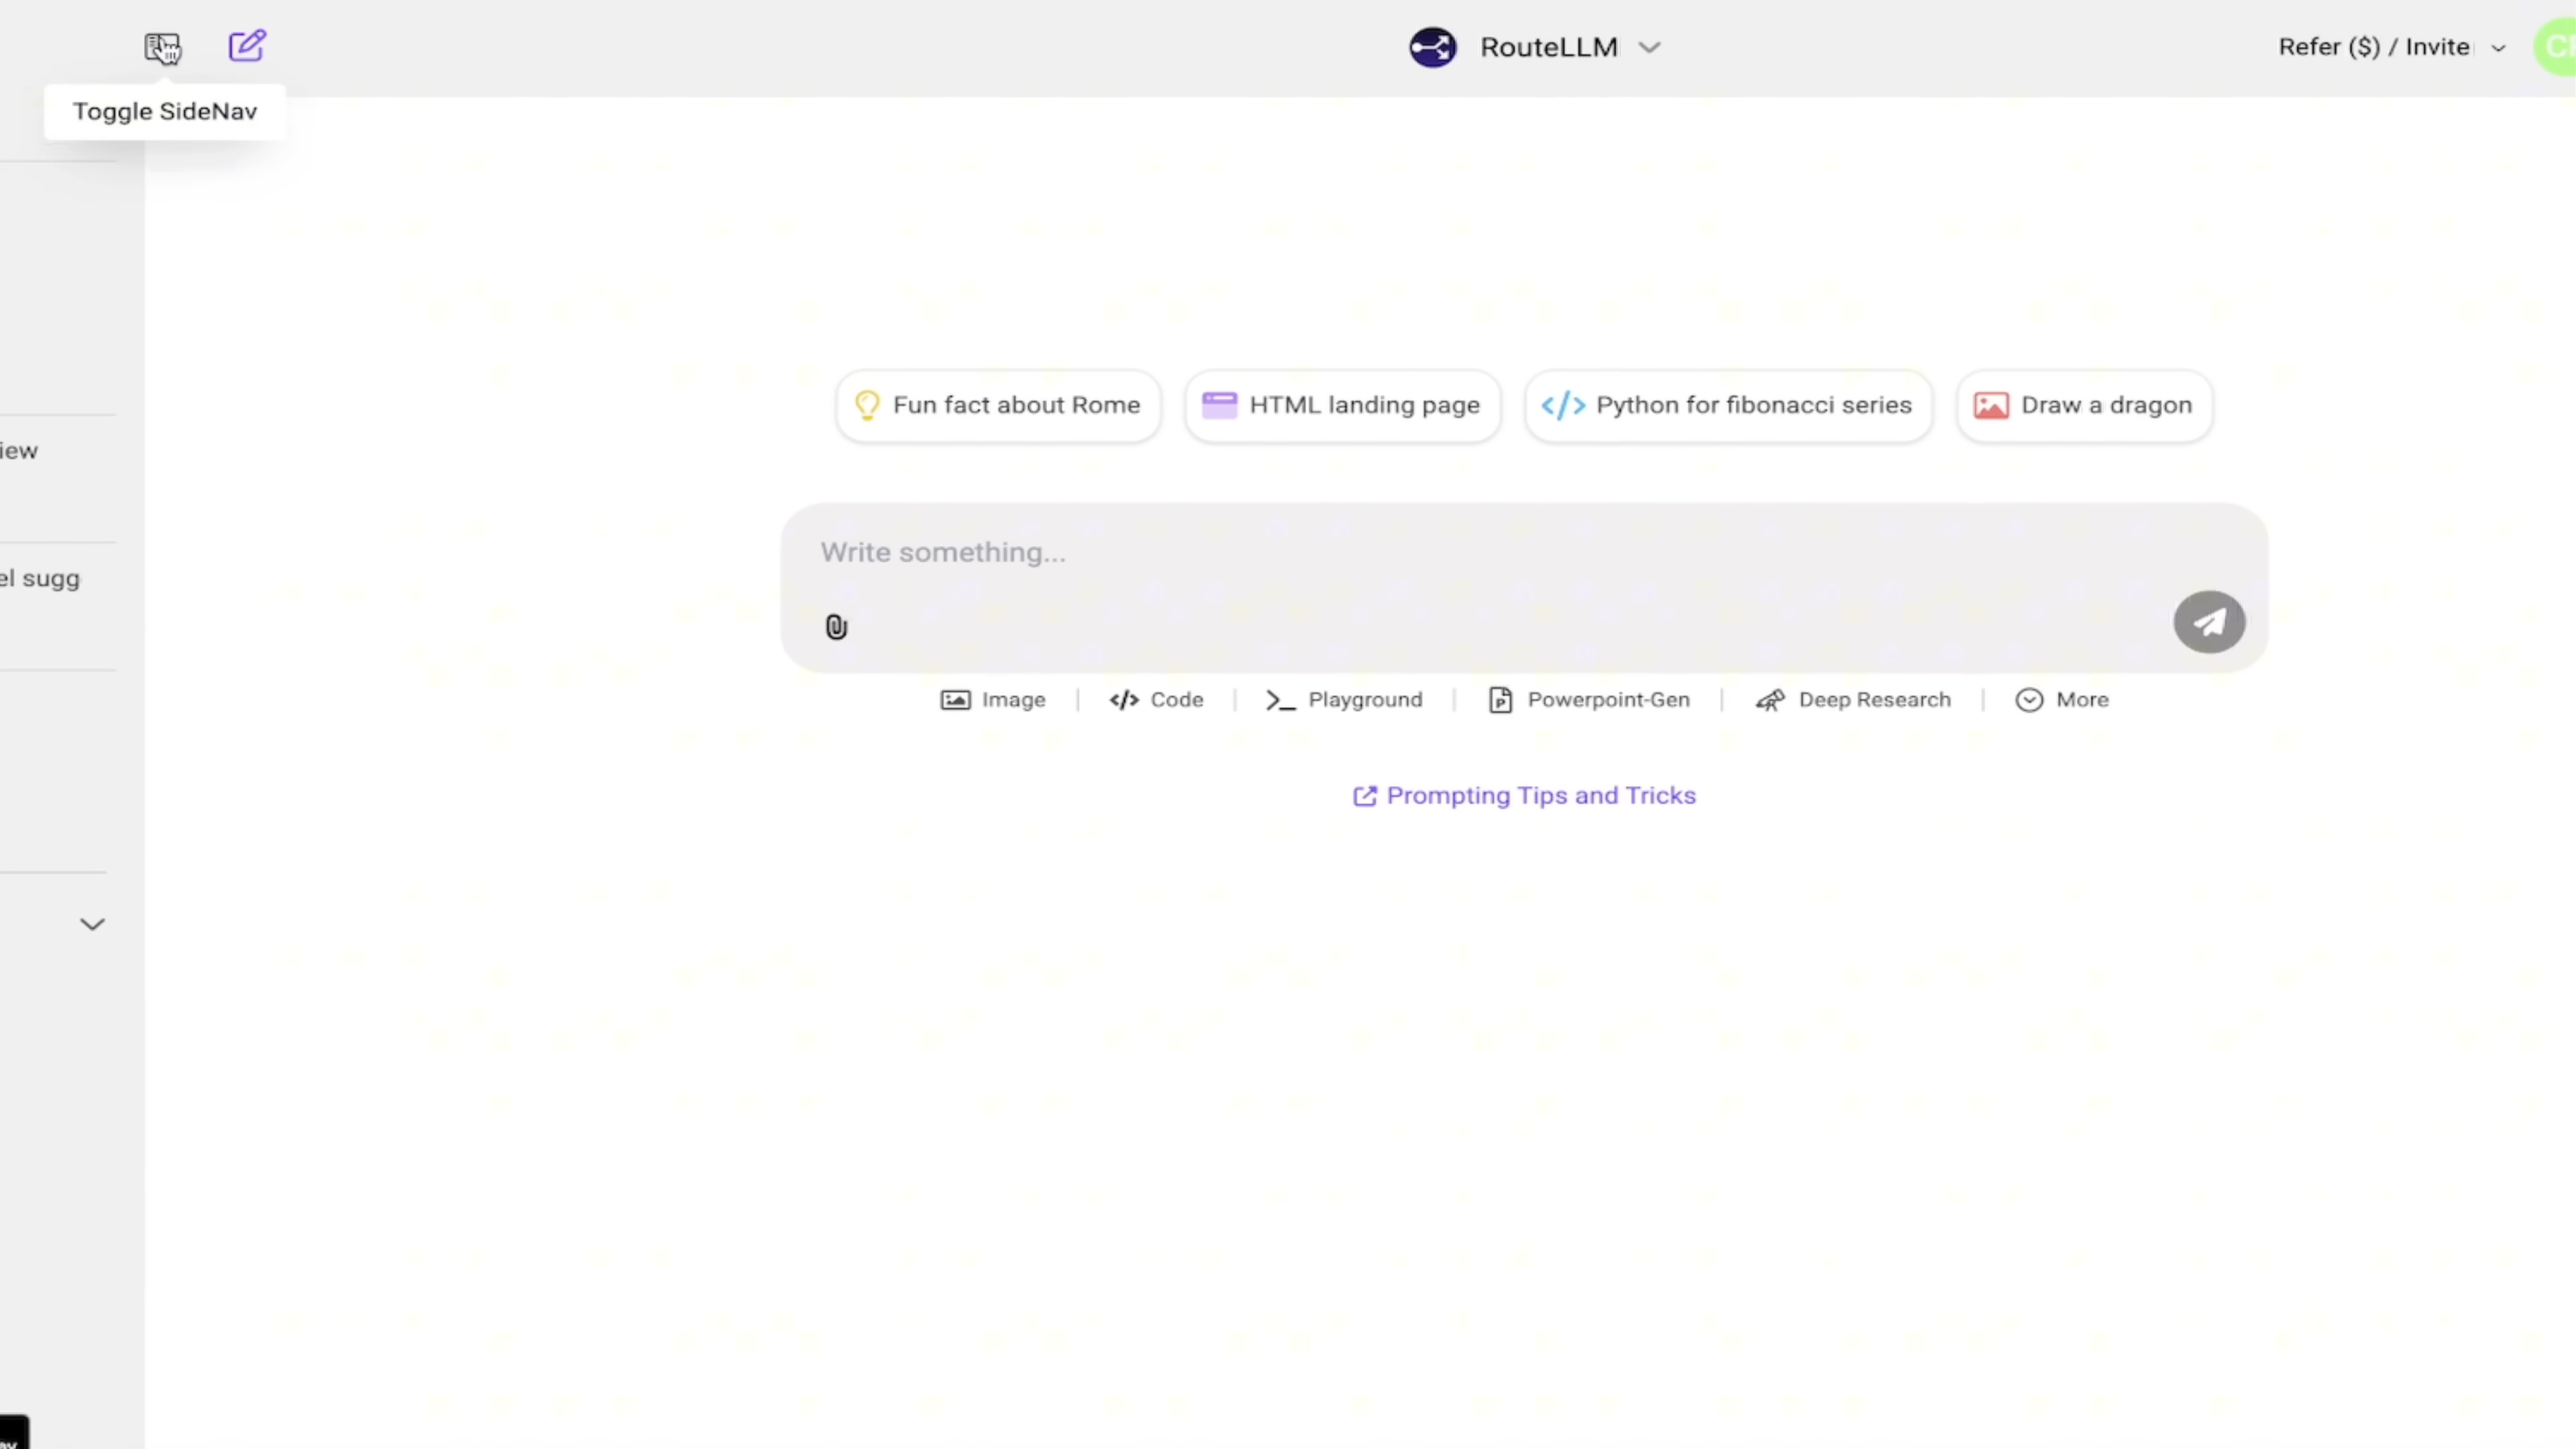 RouteLLM
Refer ($) / Invite
Toggle SideNav
Fun fact about Rome
HTML landing page
Python for fibonacci series
Draw a dragon
iew
Write something...
el sugg
Image
Code
Playground
Powerpoint-Gen
Deep Research
More
Prompting Tips and Tricks